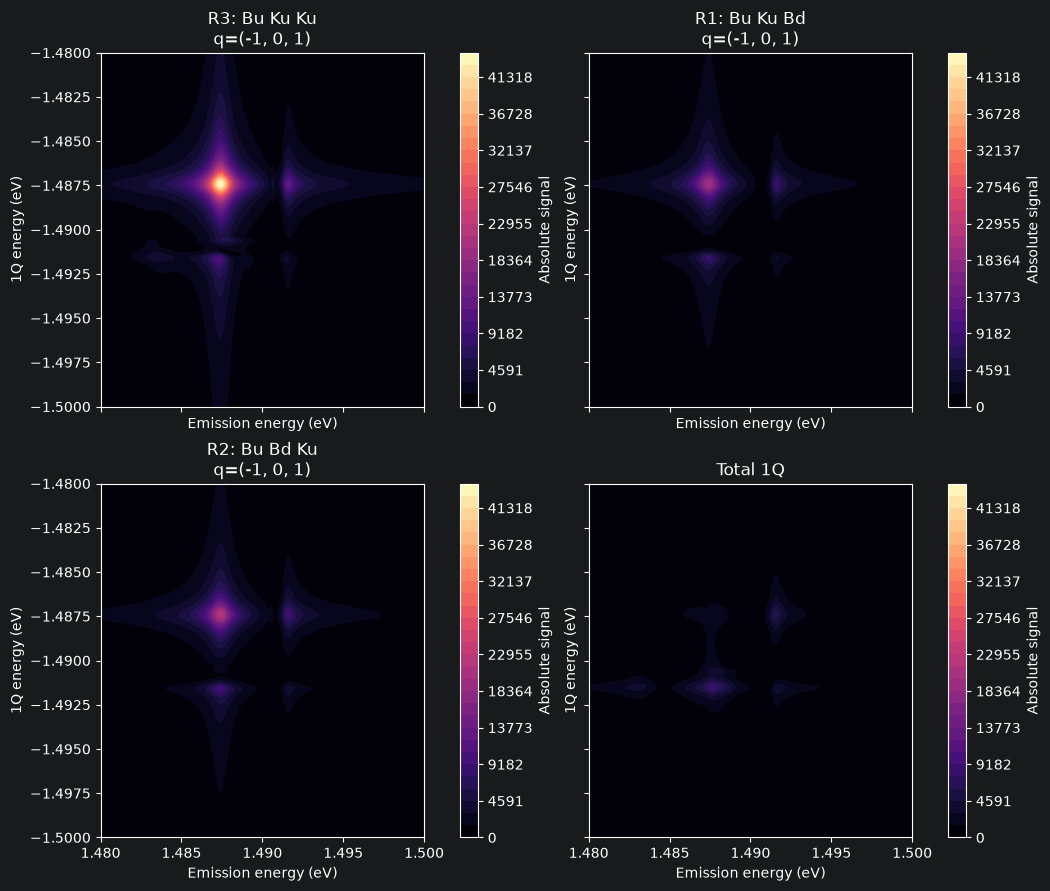 R3: Bu Ku Ku
q=(-1, 0, 1)
−1.4800
−1.4825
−1.4850
−1.4875
−1.4900
−1.4925
−1.4950
−1.4975
−1.5000
1Q energy (eV)
Emission energy (eV)
41318
36728
32137
27546
22955
18364
13773
9182
4591
0
Absolute signal
R1: Bu Ku Bd
q=(-1, 0, 1)
1Q energy (eV)
Emission energy (eV)
41318
36728
32137
27546
22955
18364
13773
9182
4591
0
Absolute signal
R2: Bu Bd Ku
q=(-1, 0, 1)
−1.4800
−1.4825
−1.4850
−1.4875
−1.4900
−1.4925
−1.4950
−1.4975
−1.5000
1Q energy (eV)
1.480 1.485 1.490 1.495 1.500
Emission energy (eV)
41318
36728
32137
27546
22955
18364
13773
9182
4591
0
Absolute signal
Total 1Q
1Q energy (eV)
1.480 1.485 1.490 1.495 1.500
Emission energy (eV)
41318
36728
32137
27546
22955
18364
13773
9182
4591
0
Absolute signal